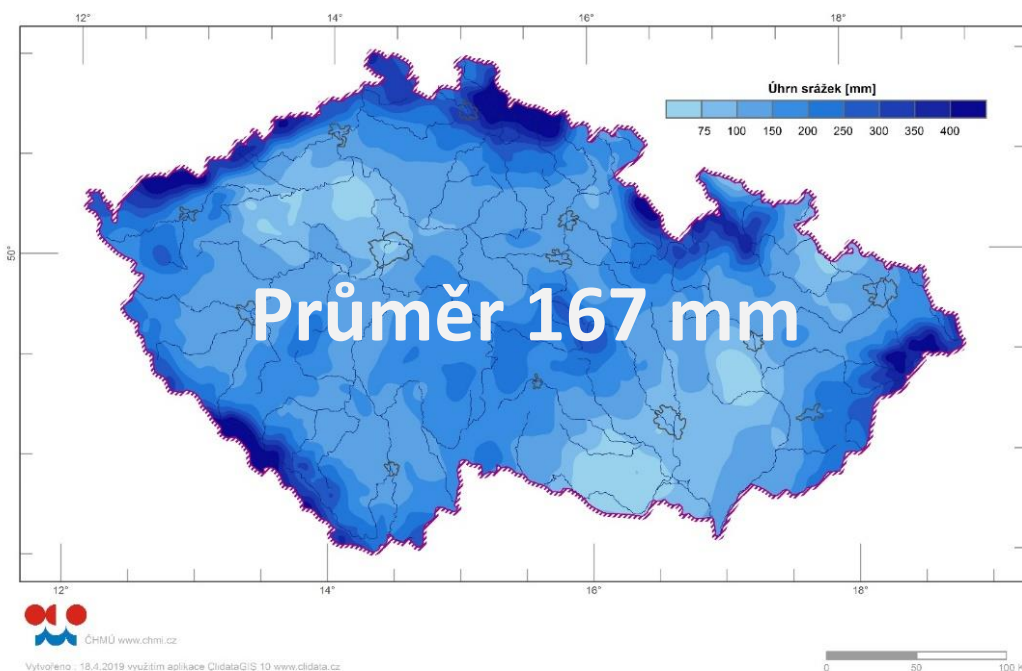 12° 14° 16° 18°
Úhrn srážek [mm]
75 100 150 200 250 300 350 400
50°
Průměr 167 mm
12° 14° 16° 18°
ČHMÚ www.chmi.cz
Vytvořeno : 18.4.2019 využitím aplikace ClidataGIS 10 www.clidata.cz
0 50 100 k